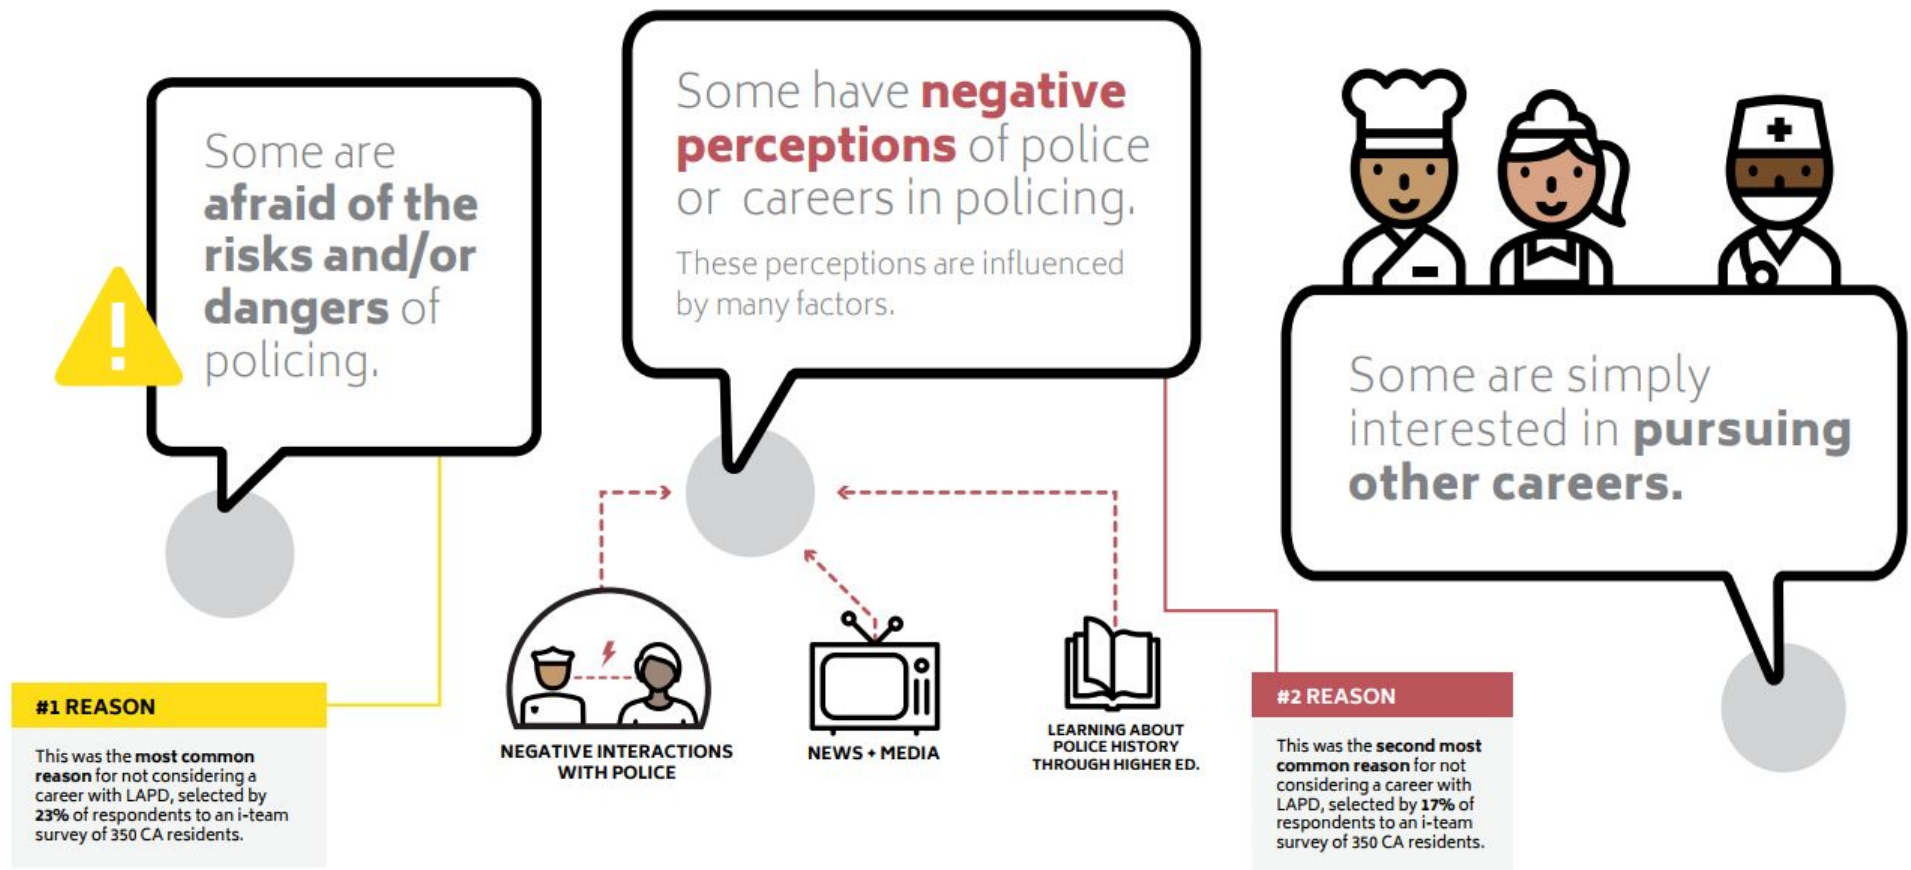 Some are
afraid of the
risks and/or
dangers of
policing.
#1 REASON
This was the most common
reason for not considering a
career with LAPD, selected by
23% of respondents to an i-team
survey of 350 CA residents.
Some have negative
perceptions of police
or careers in policing.
These perceptions are influenced
by many factors.
NEGATIVE INTERACTIONS
WITH POLICE
NEWS + MEDIA
LEARNING ABOUT
POLICE HISTORY
THROUGH HIGHER ED.
#2 REASON
This was the second most
common reason for not
considering a career with
LAPD, selected by 17% of
respondents to an i-team
survey of 350 CA residents.
Some are simply
interested in pursuing
other careers.